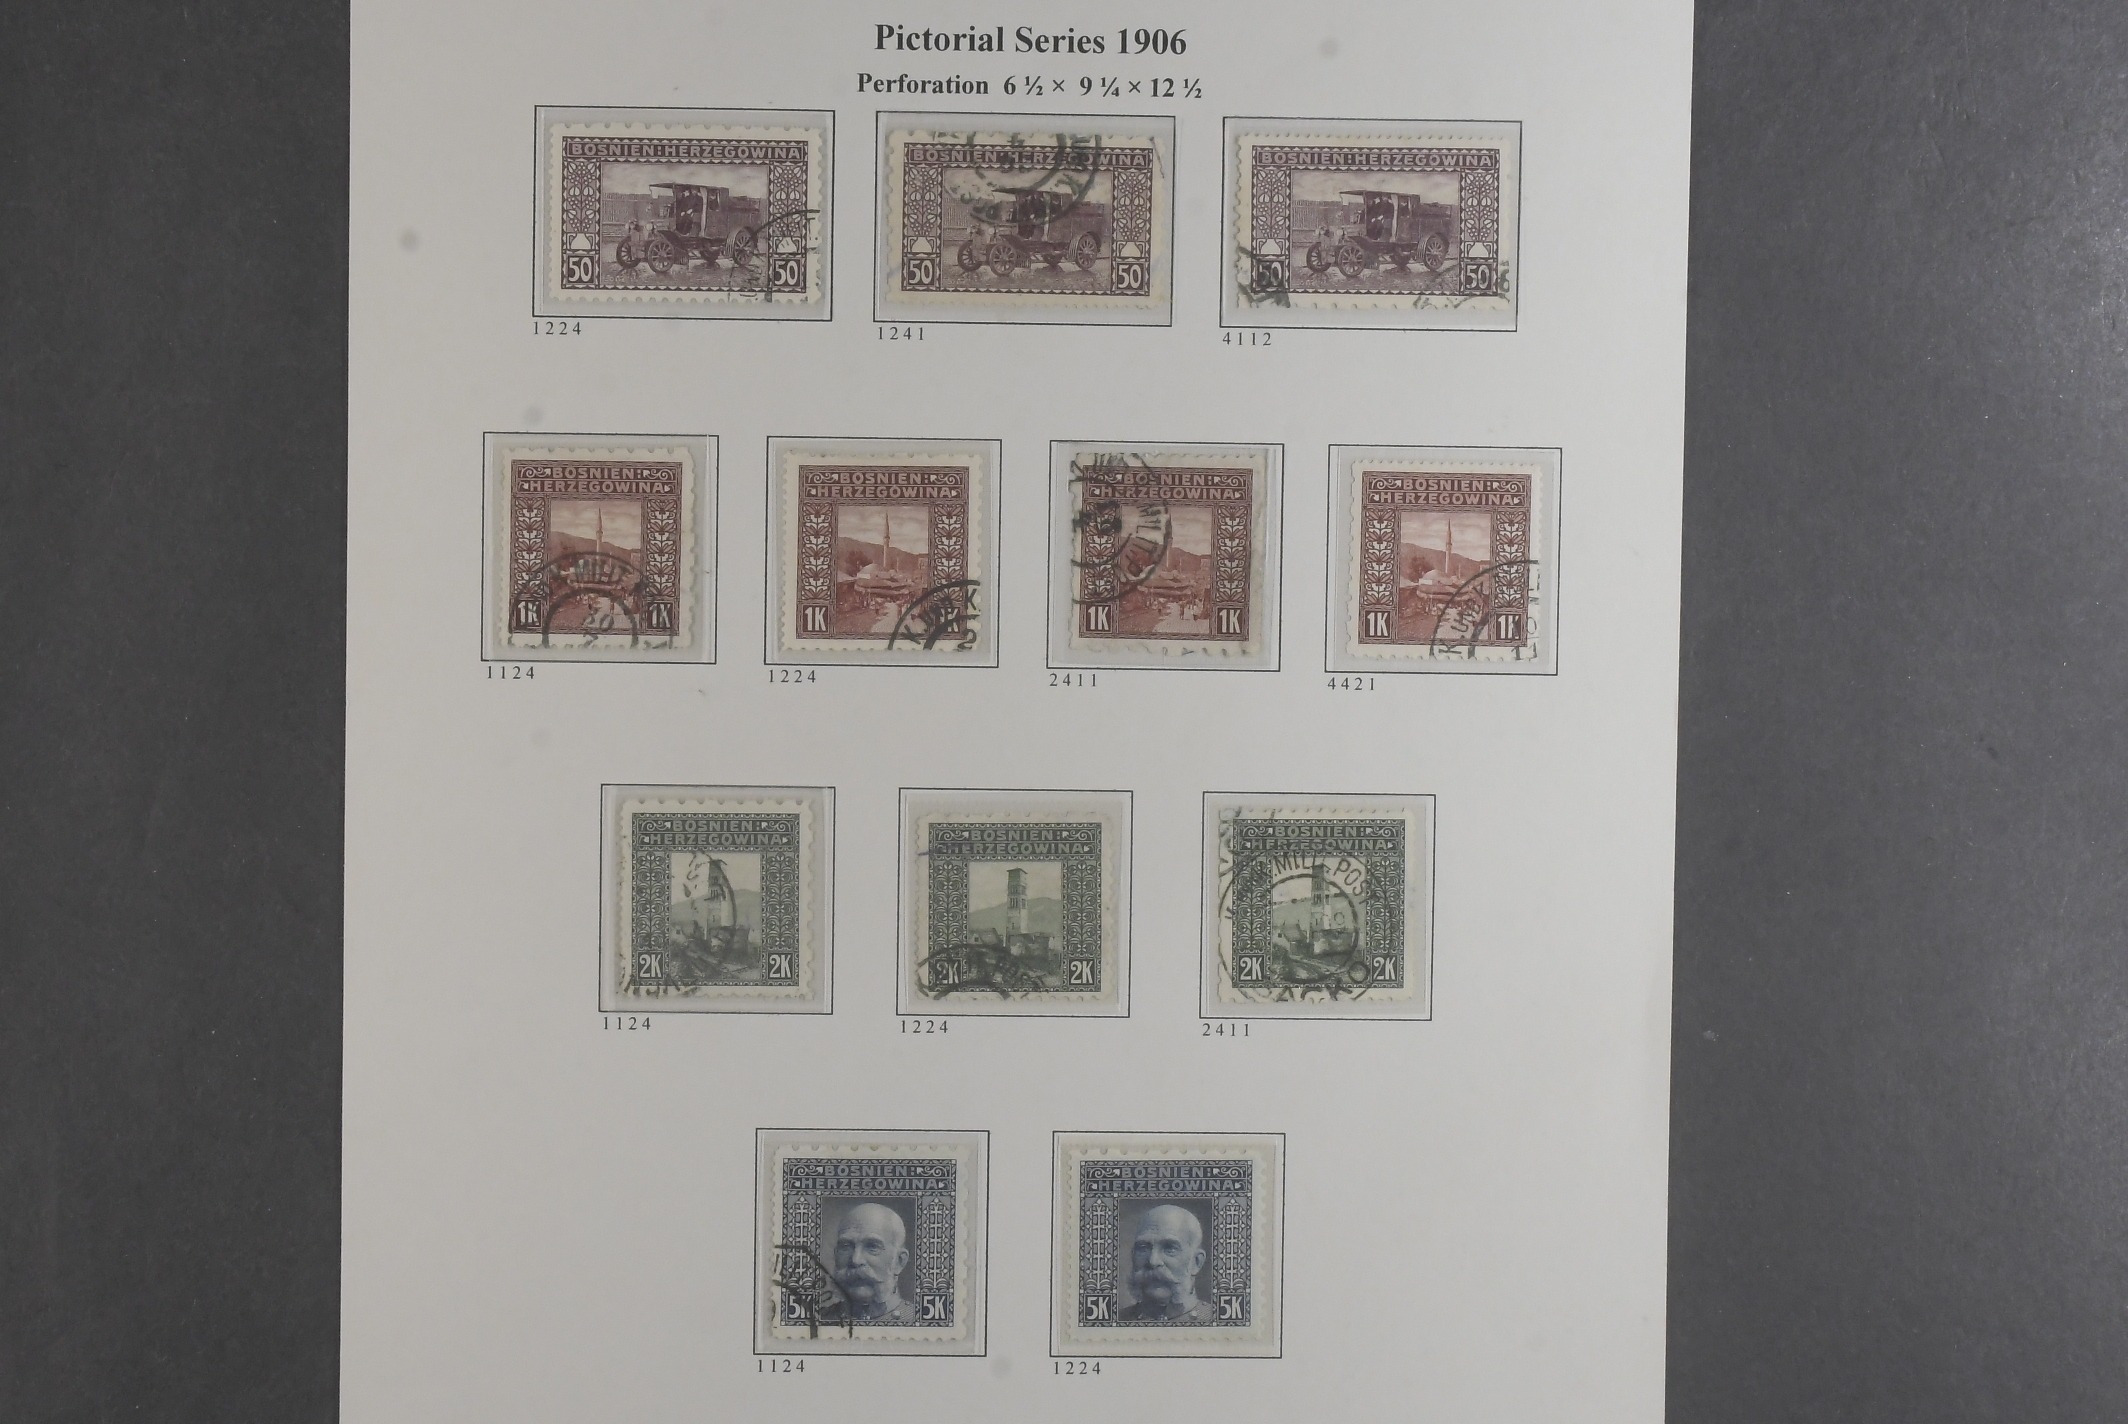 Pictorial Series 1906
Perforation 6 ½ × 9 ¼ × 12 ½
BOSNIEN:HERZEGOWINA
50 50
BOSNIEN:HERZEGOWINA
50 50
BOSNIEN:HERZEGOWINA
50 50
1224
1241
4112
BOSNIEN:
HERZEGOWINA
MILIT
1K 1K
BOSNIEN:
HERZEGOWINA
1K
BOSNIEN:
HERZEGOWINA
1K 1K
BOSNIEN:
HERZEGOWINA
1K 1K
1124
1224
2411
4421
BOSNIEN:
HERZEGOWINA
2K 2K
BOSNIEN:
HERZEGOWINA
2K 2K
BOSNIEN:
HERZEGOWINA
MILIT. POST
2K 2K
1124
1224
2411
BOSNIEN:
HERZEGOWINA
5K 5K
BOSNIEN:
HERZEGOWINA
5K 5K
1124
1224